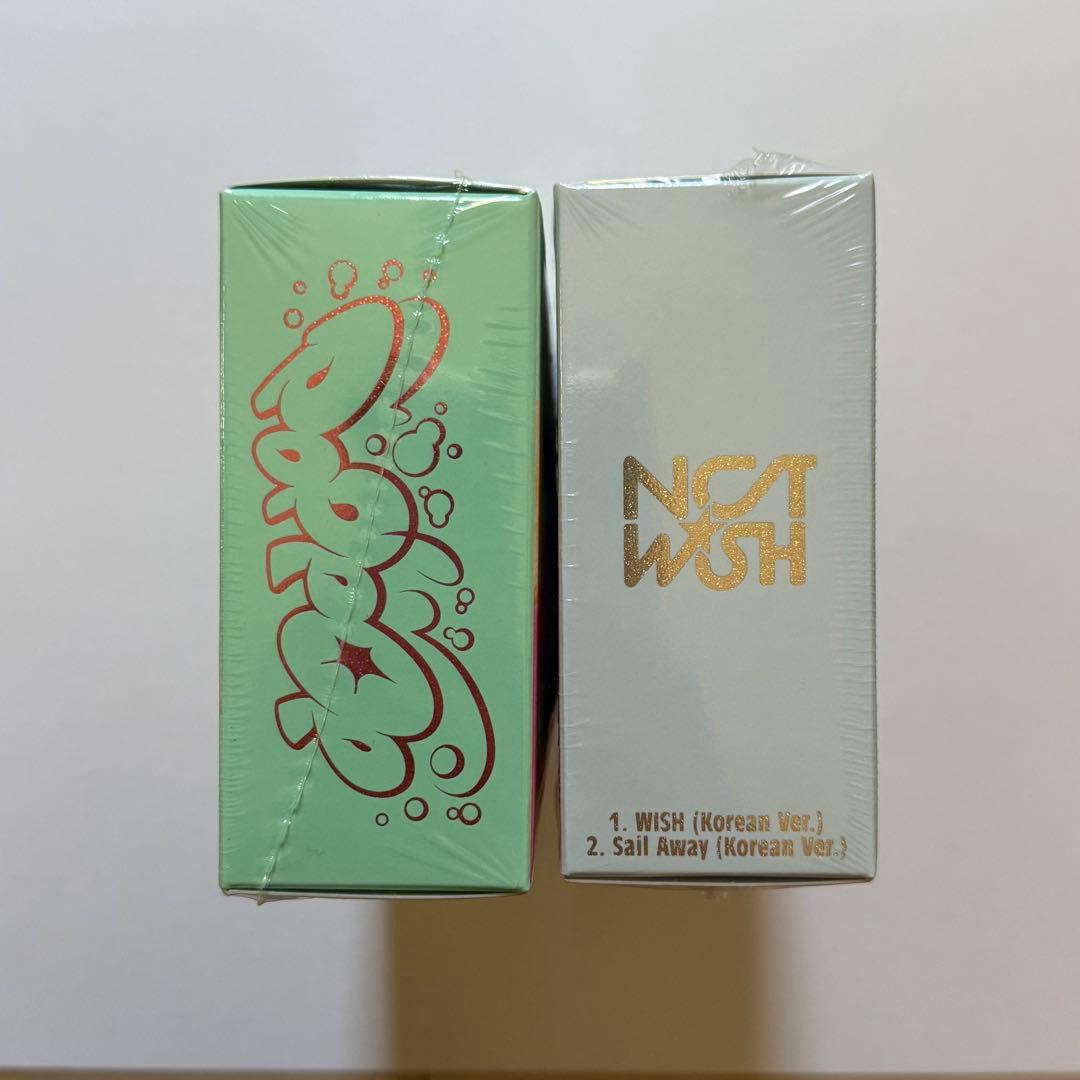 PopPop
NCT
WISH
1. WISH (Korean Ver.)
2. Sail Away (Korean Ver.)